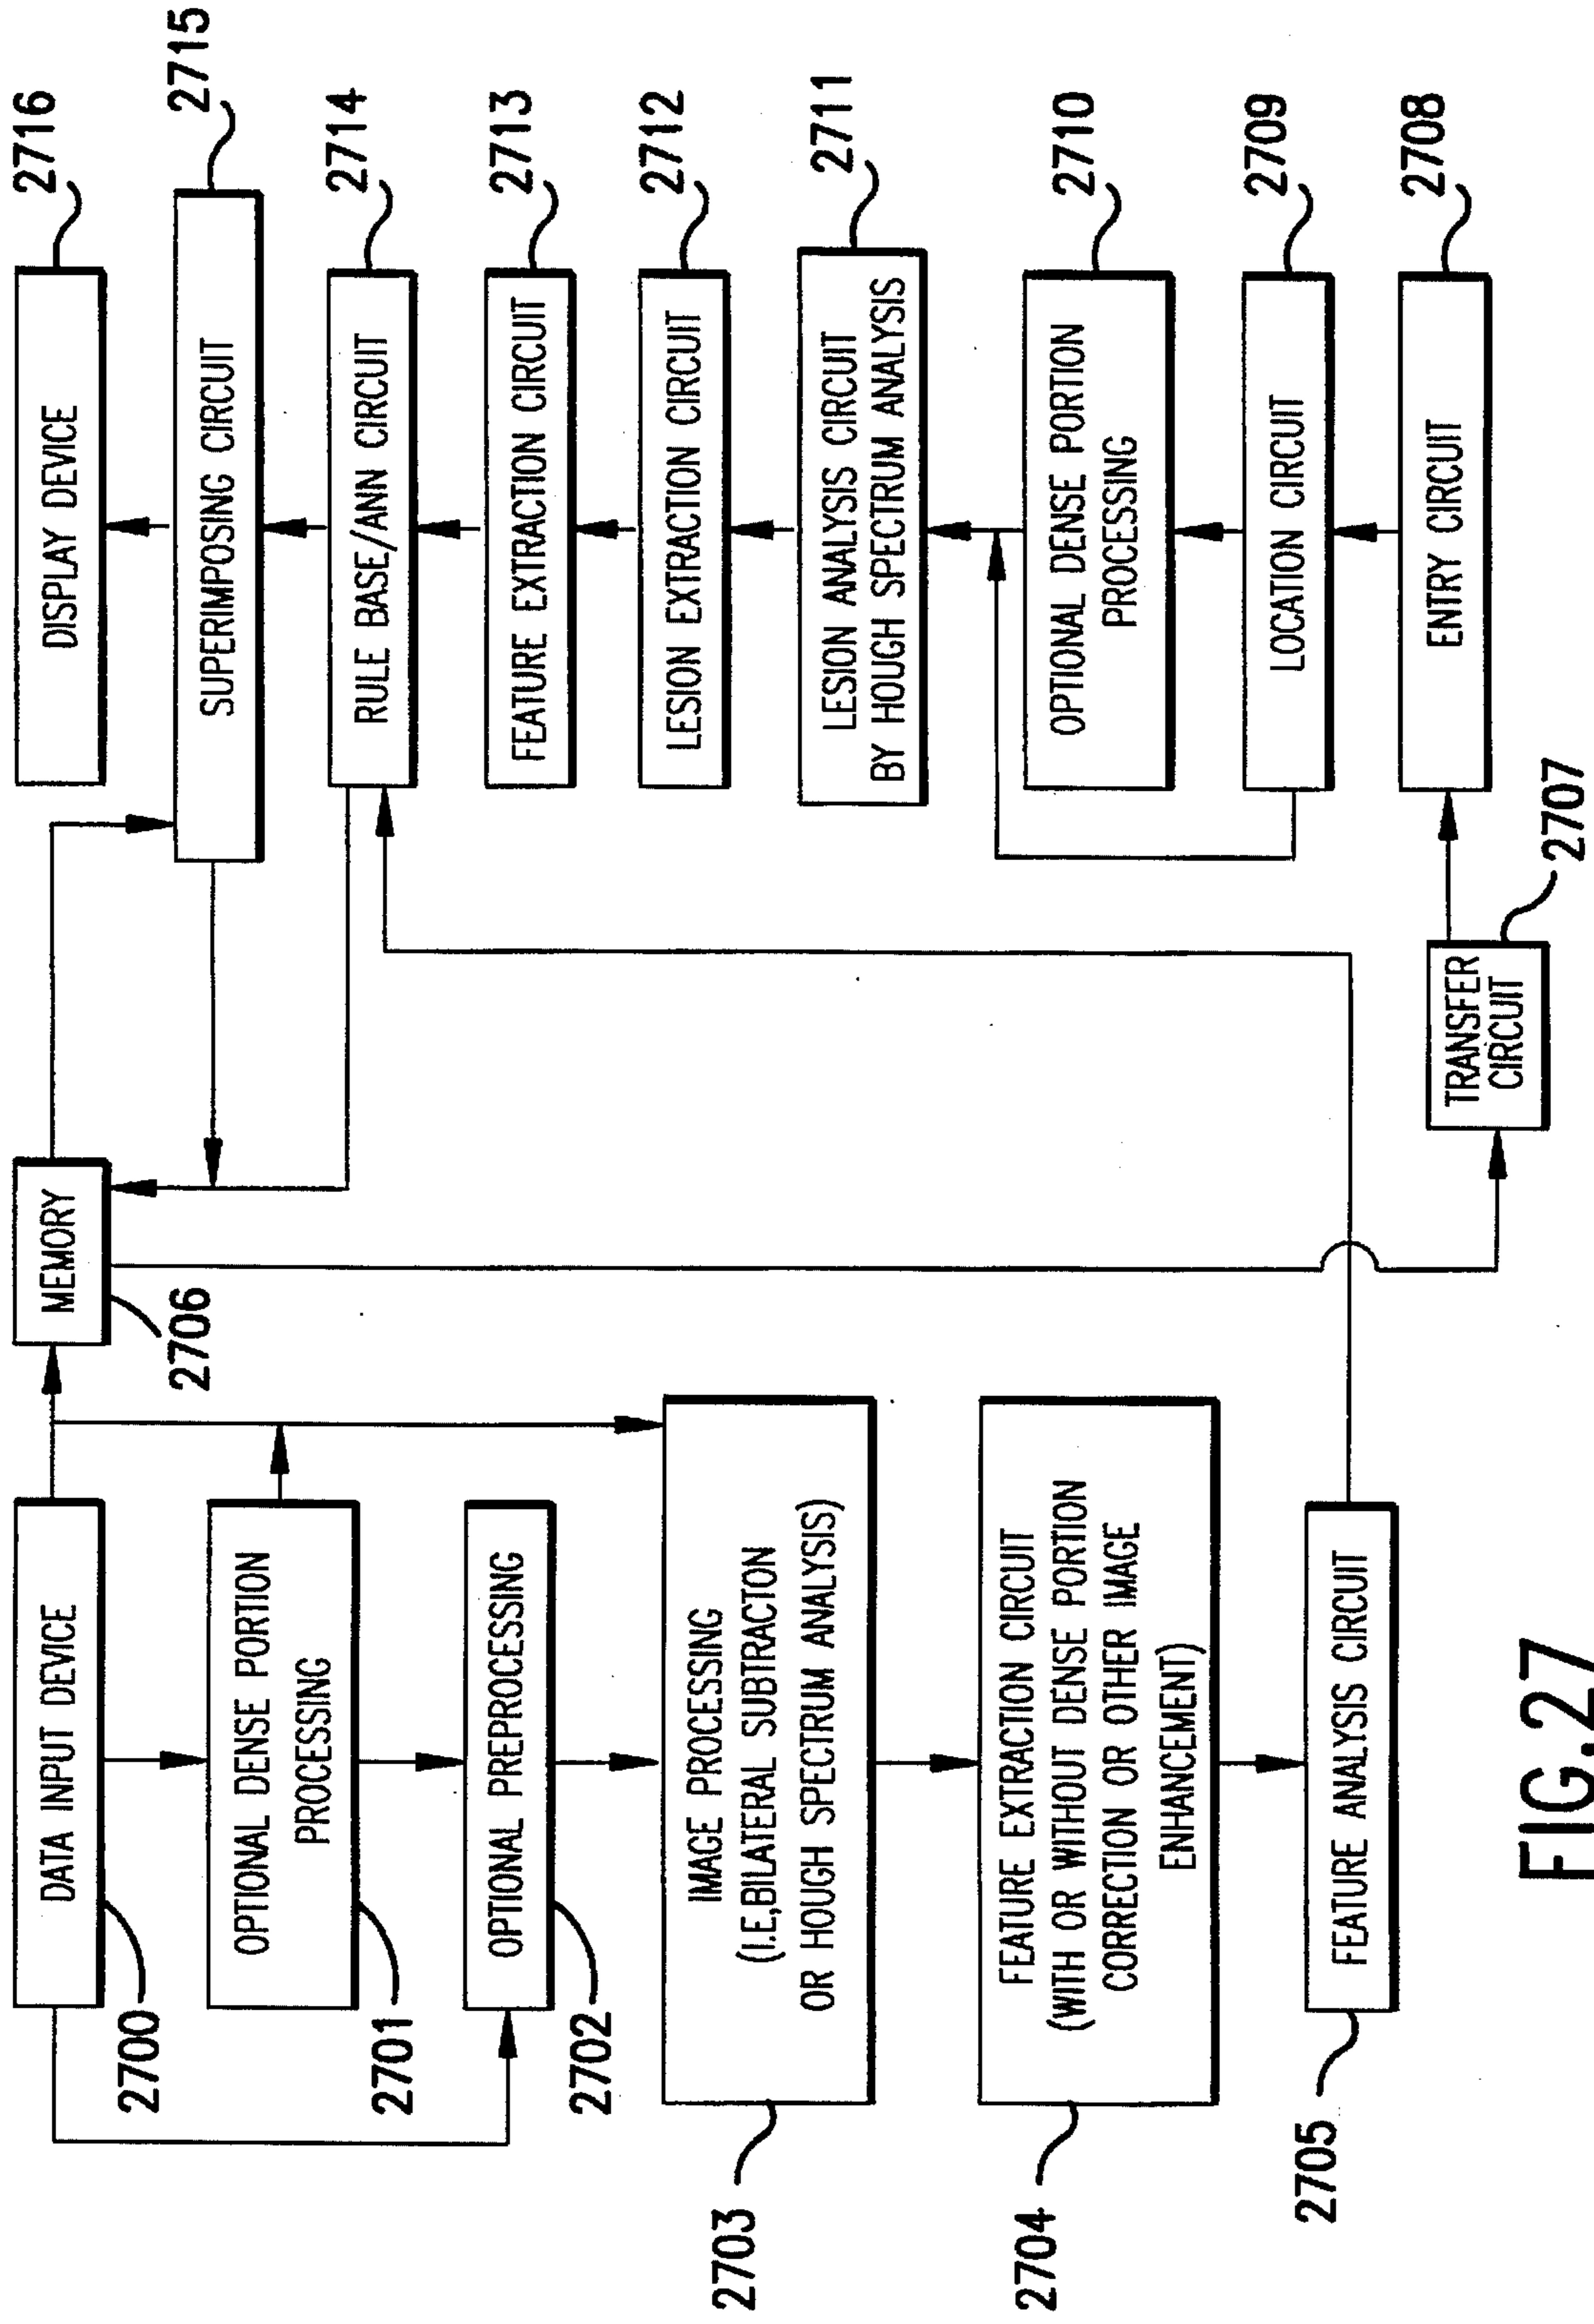 DATA INPUT DEVICE
2700
OPTIONAL DENSE PORTION
PROCESSING
2701
OPTIONAL PREPROCESSING
2702
IMAGE PROCESSING
(I.E,BILATERAL SUBTRACTON
OR HOUGH SPECTRUM ANALYSIS)
2703
FEATURE EXTRACTION CIRCUIT
(WITH OR WITHOUT DENSE PORTION
CORRECTION OR OTHER IMAGE
ENHANCEMENT)
2704
FEATURE ANALYSIS CIRCUIT
2705
MEMORY
2706
TRANSFER
CIRCUIT
2707
DISPLAY DEVICE
2716
SUPERIMPOSING CIRCUIT
2715
RULE BASE/ANN CIRCUIT
2714
FEATURE EXTRACTION CIRCUIT
2713
LESION EXTRACTION CIRCUIT
2712
LESION ANALYSIS CIRCUIT
BY HOUGH SPECTRUM ANALYSIS
2711
OPTIONAL DENSE PORTION
PROCESSING
2710
LOCATION CIRCUIT
2709
ENTRY CIRCUIT
2708
FIG.27